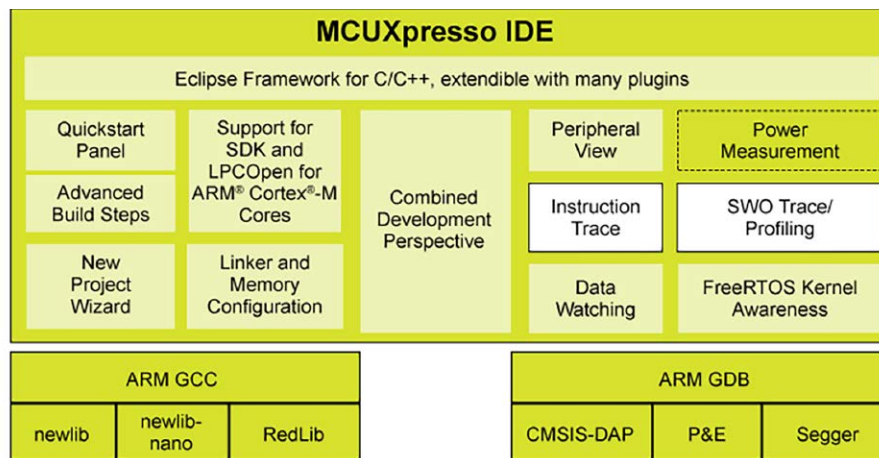 MCUXpresso IDE
Eclipse Framework for C/C++, extendible with many plugins
Quickstart
Panel
Advanced
Build Steps
New
Project
Wizard
Support for
SDK and
LPCOpen for
ARM® Cortex®-M
Cores
Linker and
Memory
Configuration
Combined
Development
Perspective
Peripheral
View
Instruction
Trace
Data
Watching
Power
Measurement
SWO Trace/
Profiling
FreeRTOS Kernel
Awareness
ARM GCC
newlib
newlib-
nano
RedLib
ARM GDB
CMSIS-DAP
P&E
Segger